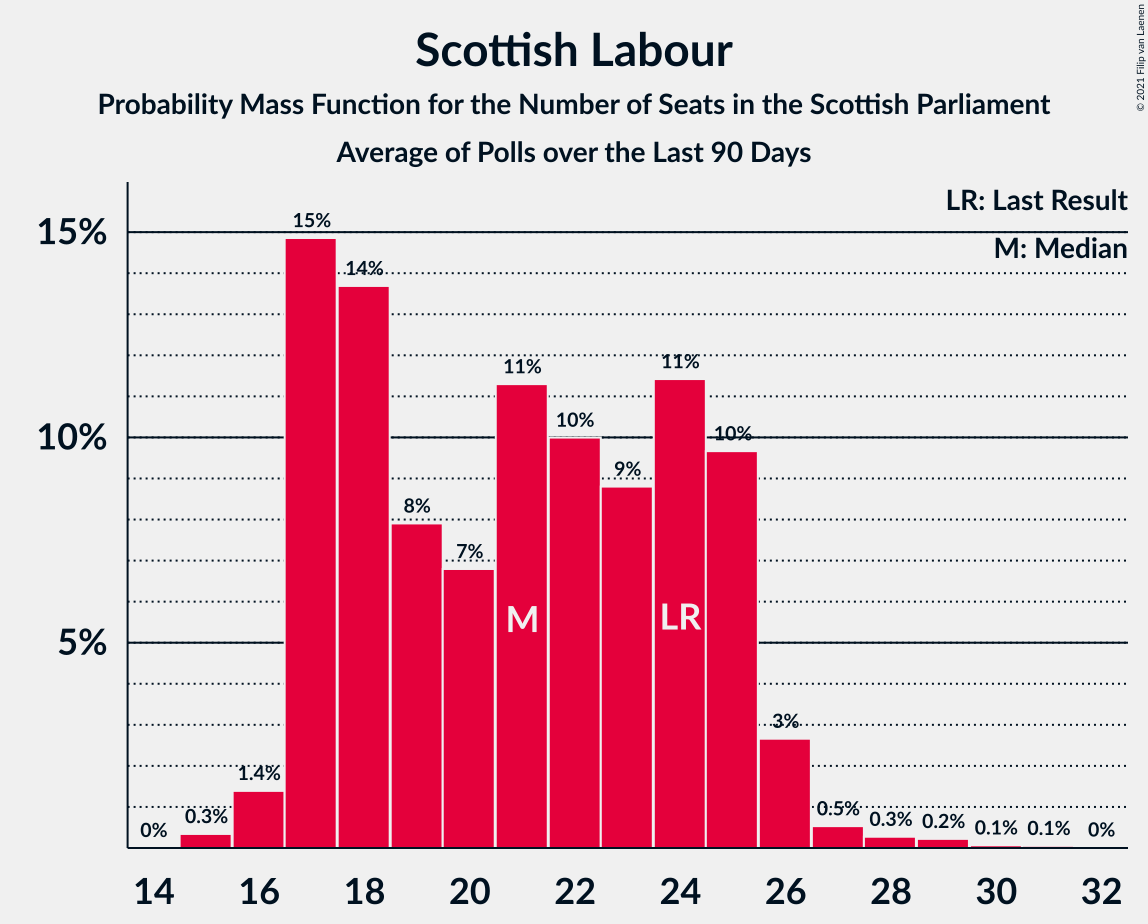 Scottish Labour
Probability Mass Function for the Number of Seats in the Scottish Parliament
Average of Polls over the Last 90 Days
© 2021 Filip van Laenen
LR: Last Result
M: Median
15%
10%
5%
0%
0.3%
1.4%
15%
14%
8%
7%
11%
10%
9%
11%
10%
3%
0.5%
0.3%
0.2%
0.1%
0.1%
0%
M
LR
14 16 18 20 22 24 26 28 30 32